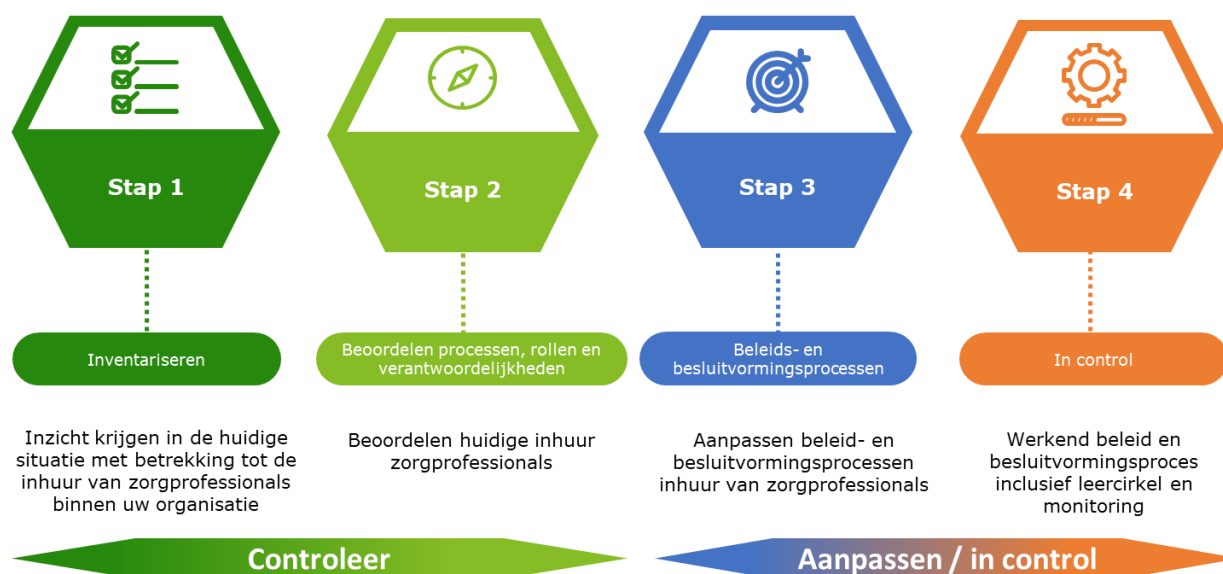 Stap 1
Stap 2
Stap 3
Stap 4
Inventariseren
Beoordelen processen, rollen en
verantwoordelijkheden
Beleids- en
besluitvormingsprocessen
In control
Inzicht krijgen in de huidige
situatie met betrekking tot de
inhuur van zorgprofessionals
binnen uw organisatie
Beoordelen huidige inhuur
zorgprofessionals
Aanpassen beleid- en
besluitvormingsprocessen
inhuur van zorgprofessionals
Werkend beleid en
besluitvormingsproces
inclusief leercirkel en
monitoring
Controleer
Aanpassen / in control